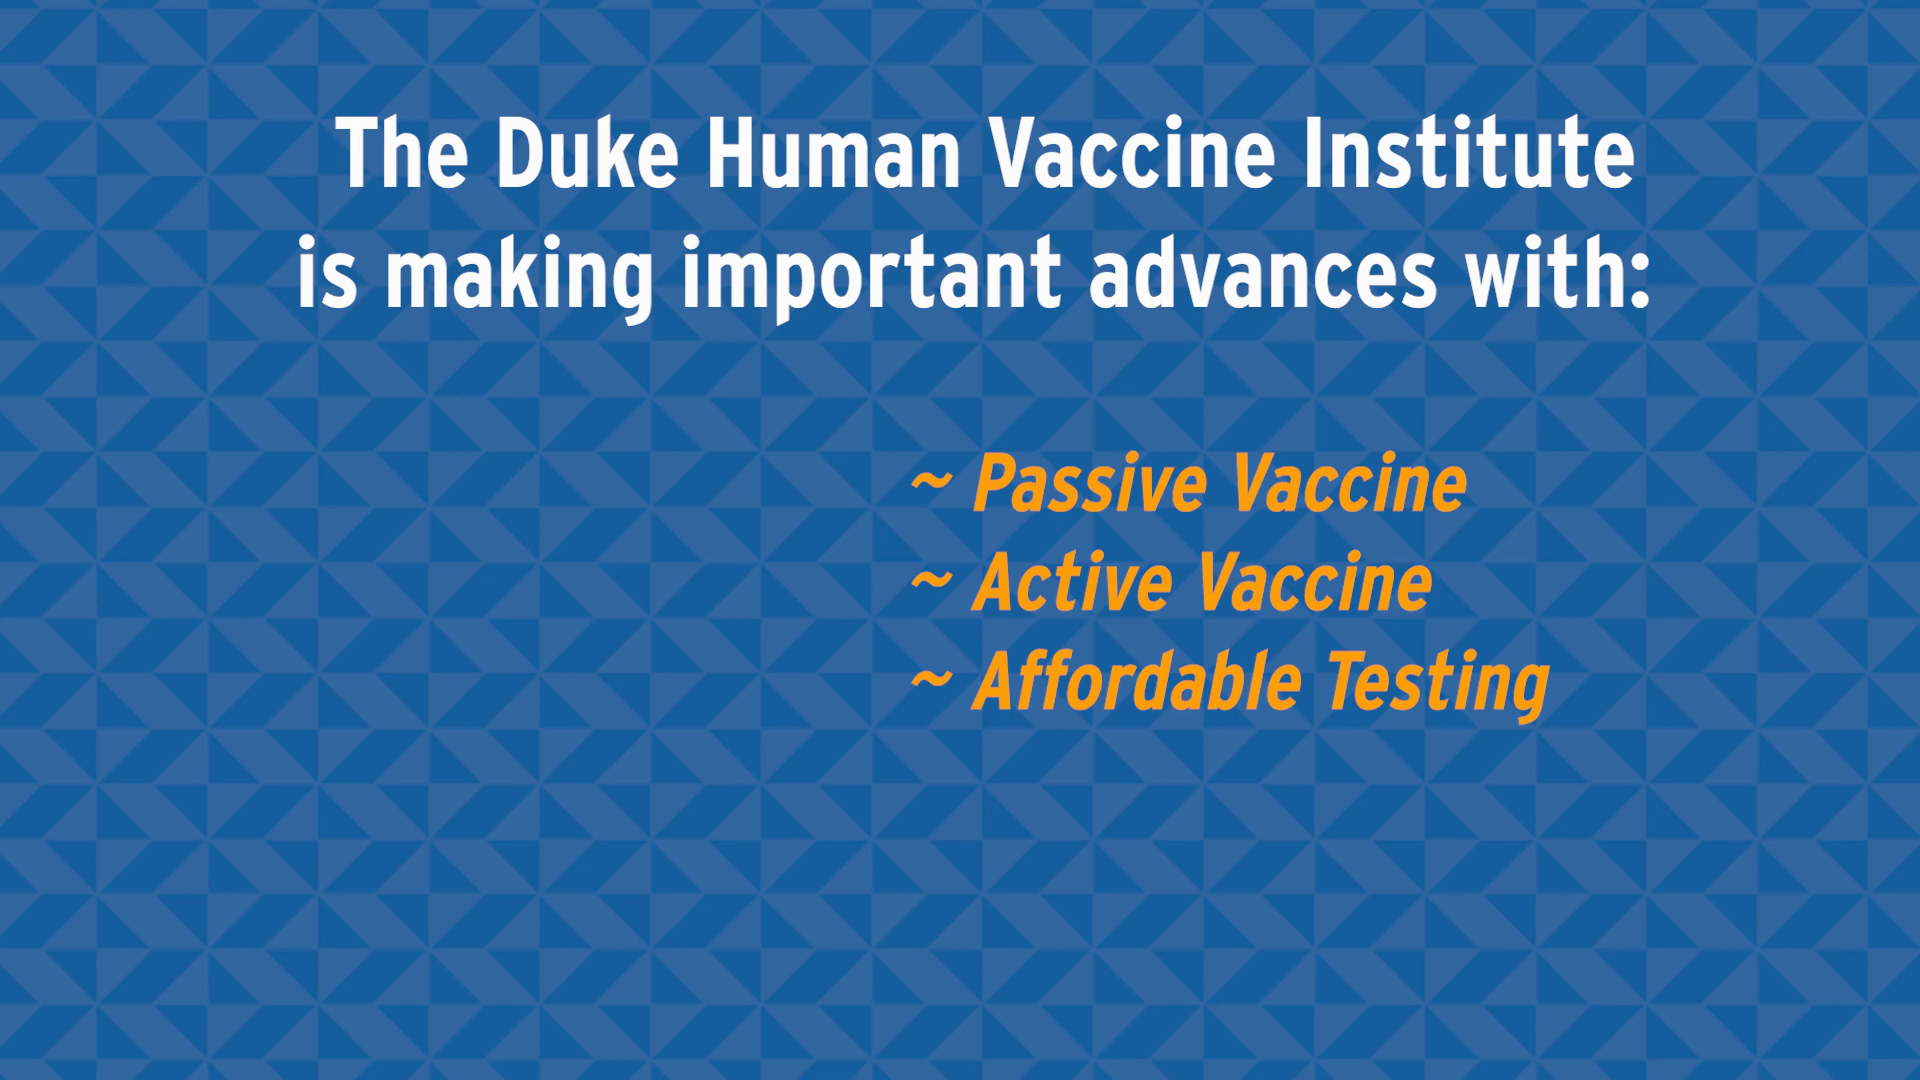 The Duke Human Vaccine Institute
is making important advances with:
~ Passive Vaccine
~ Active Vaccine
~ Affordable Testing